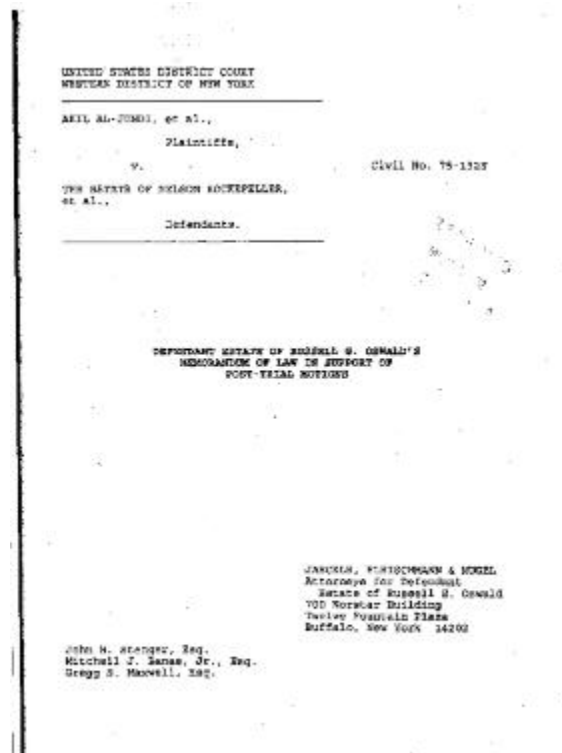 UNITED STATES DISTRICT COURT
WESTERN DISTRICT OF NEW YORK
AKIL AL-JUNDI, et al.,
Plaintiffs,
v.
Civil No. 75-132
THE ESTATE OF NELSON ROCKEFELLER,
et al.,
Defendants.
DEFENDANT ESTATE OF RUSSELL G. OSWALD'S
MEMORANDUM OF LAW IN SUPPORT OF
POST-TRIAL MOTIONS
JAECKLE, FLEISCHMANN & MUGEL
Attorneys for Defendant
Estate of Russell G. Oswald
700 Norstar Building
Twelve Fountain Plaza
Buffalo, New York 14202
John H. Stenger, Esq.
Mitchell J. Banas, Jr., Esq.
Gregg S. Maxwell, Esq.